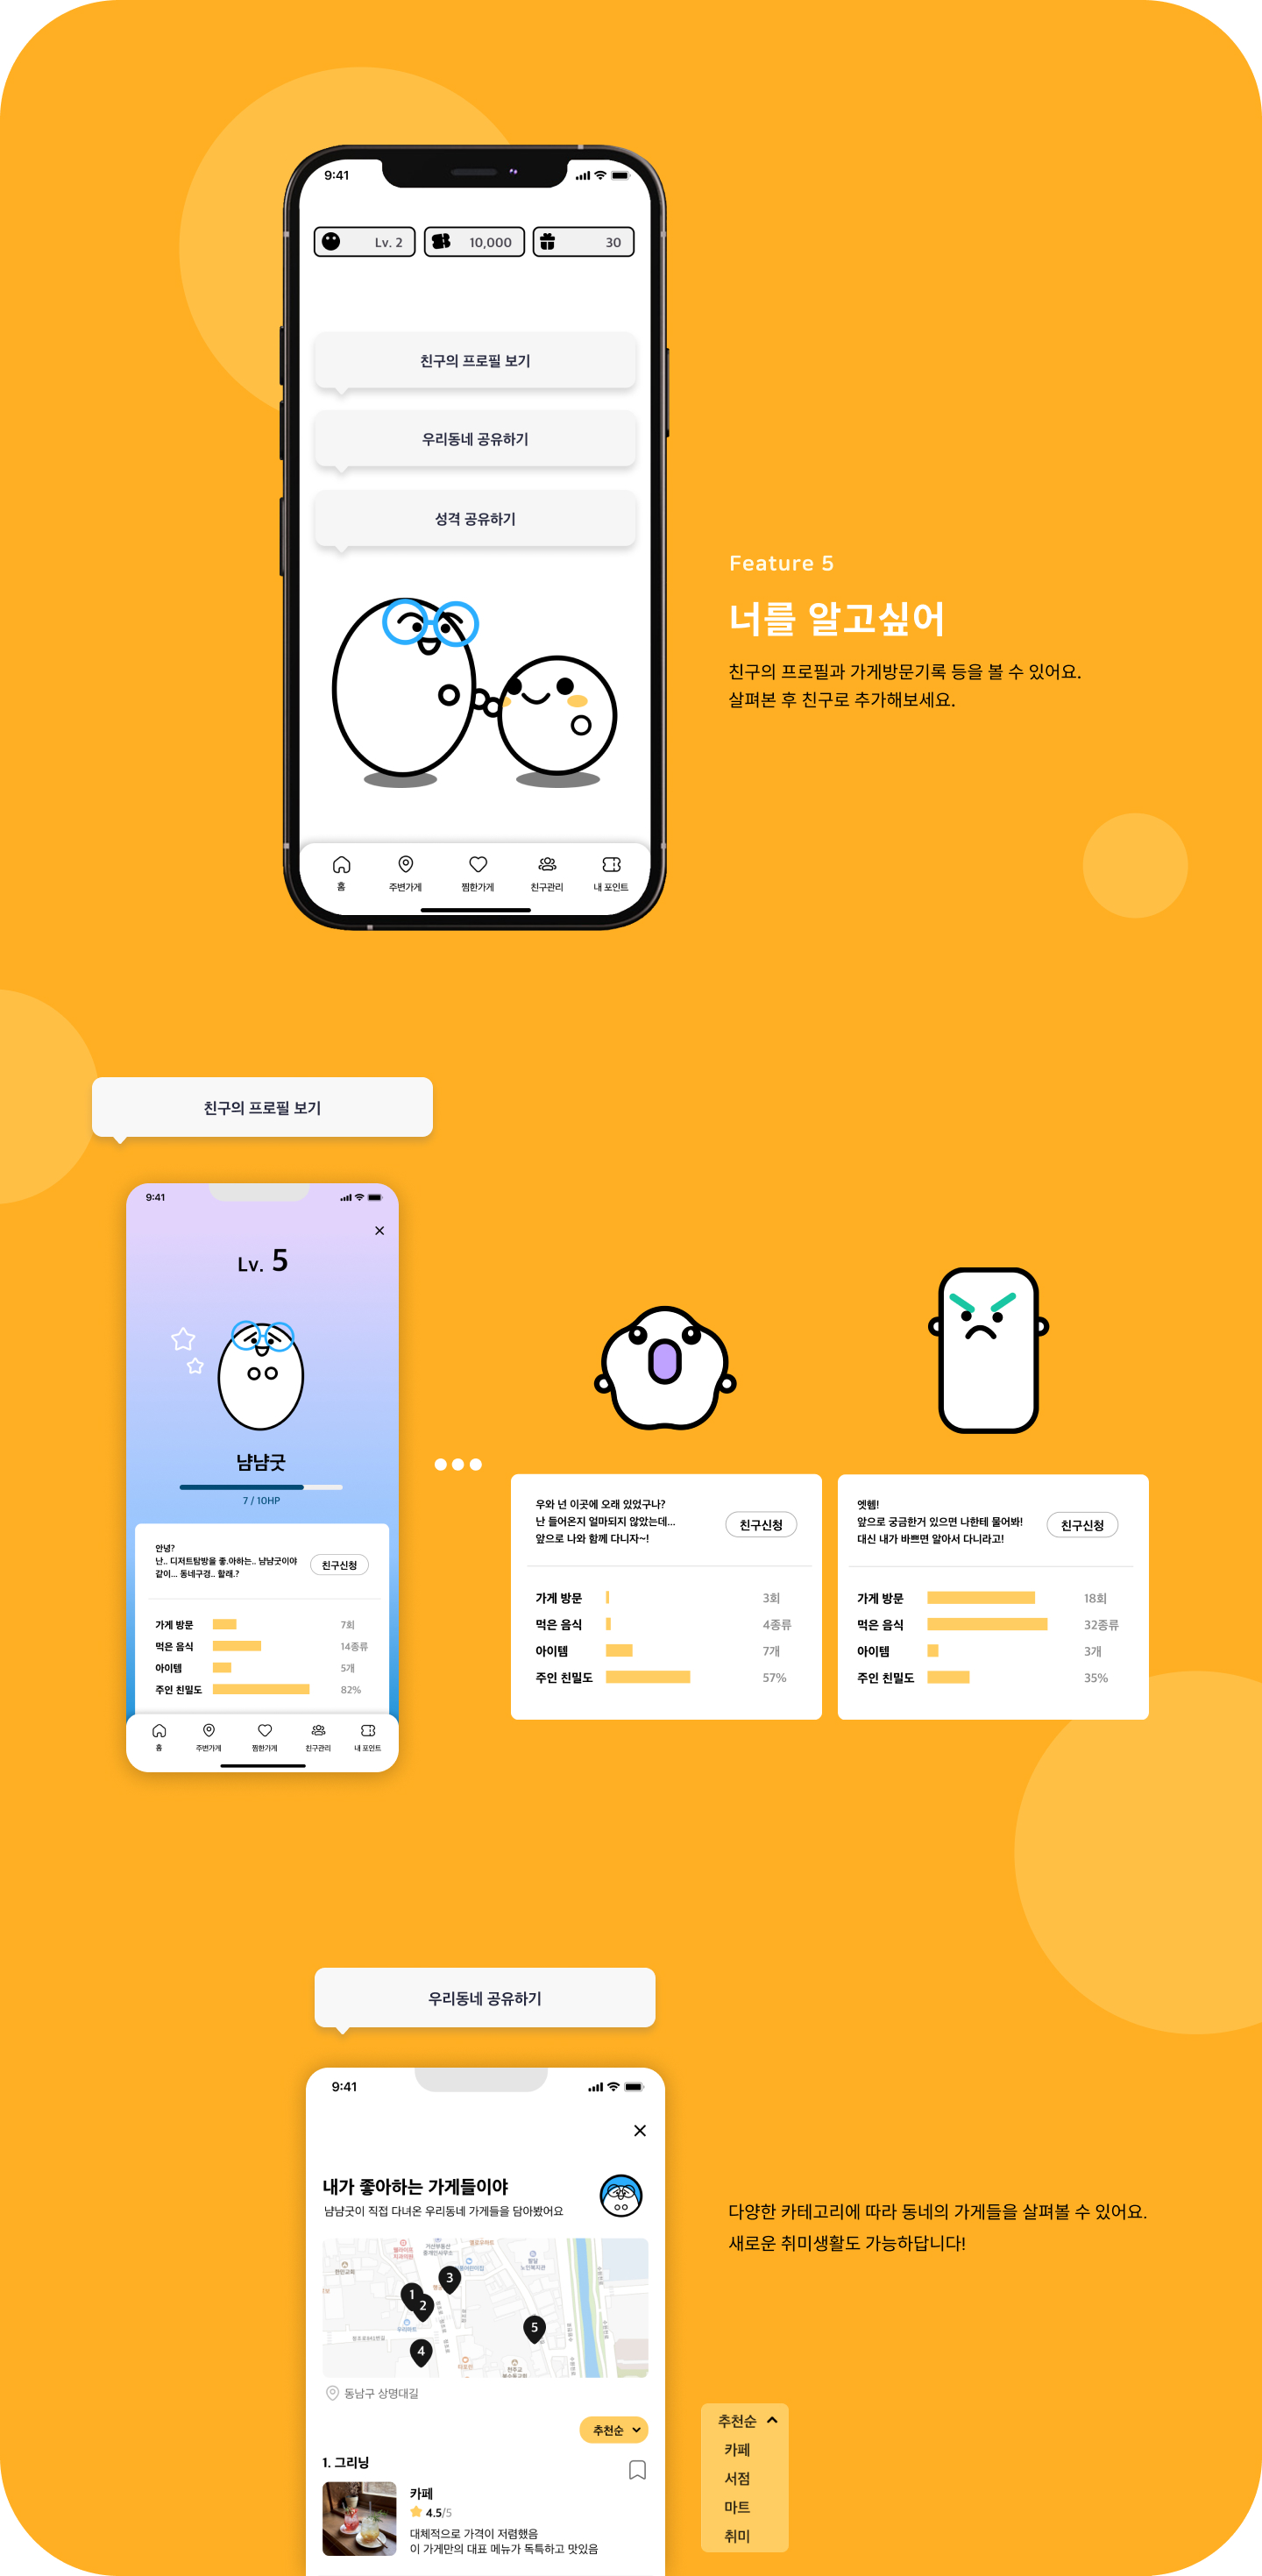 9:41
Lv. 2
10,000
30
친구의 프로필 보기
우리동네 공유하기
성격 공유하기
홈
주변가게
찜한가게
친구관리
내 포인트
Feature 5
너를 알고싶어
친구의 프로필과 가게방문기록 등을 볼 수 있어요.
살펴본 후 친구로 추가해보세요.
친구의 프로필 보기
9:41
Lv. 5
냠냠굿
7 / 10HP
안녕?
난.. 디저트탐방을 좋.아하는.. 냠냠굿이야
같이... 동네구경.. 할래.?
친구신청
가게 방문 7회
먹은 음식 14종류
아이템 5개
주인 친밀도 82%
홈
주변가게
찜한가게
친구관리
내 포인트
우와 넌 이곳에 오래 있었구나?
난 들어온지 얼마되지 않았는데...
앞으로 나와 함께 다니자~!
친구신청
가게 방문 3회
먹은 음식 4종류
아이템 7개
주인 친밀도 57%
엣헴!
앞으로 궁금한거 있으면 나한테 물어봐!
대신 내가 바쁘면 알아서 다니라고!
친구신청
가게 방문 18회
먹은 음식 32종류
아이템 3개
주인 친밀도 35%
우리동네 공유하기
9:41
내가 좋아하는 가게들이야
냠냠굿이 직접 다녀온 우리동네 가게들을 담아봤어요
1
2
3
4
5
동남구 상명대길
추천순
1. 그리닝
카페
4.5/5
대체적으로 가격이 저렴했음
이 가게만의 대표 메뉴가 독특하고 맛있음
다양한 카테고리에 따라 동네의 가게들을 살펴볼 수 있어요.
새로운 취미생활도 가능하답니다!
추천순
카페
서점
마트
취미